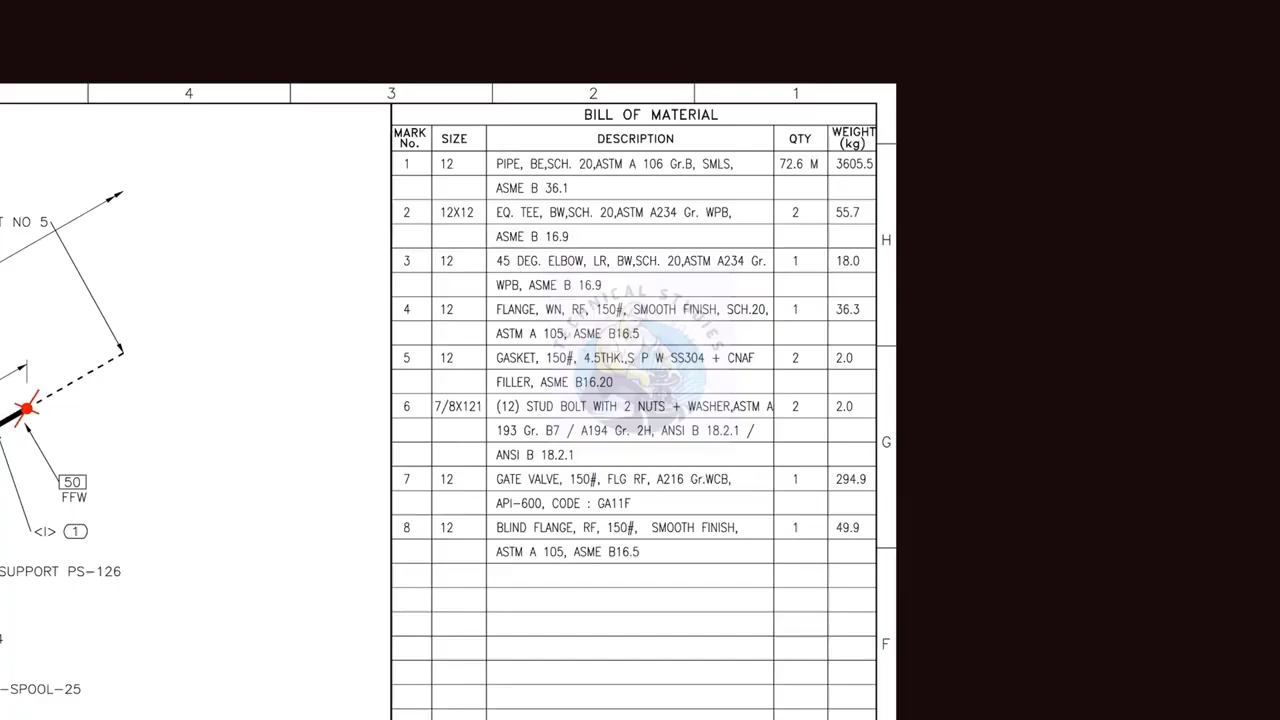 4 3 2 1
BILL OF MATERIAL
MARK No. SIZE DESCRIPTION QTY WEIGHT (kg)
1 12 PIPE, BE,SCH. 20,ASTM A 106 Gr.B, SMLS, 72.6 M 3605.5
ASME B 36.1
2 12X12 EQ. TEE, BW,SCH. 20,ASTM A234 Gr. WPB, 2 55.7
ASME B 16.9
3 12 45 DEG. ELBOW, LR, BW,SCH. 20,ASTM A234 Gr. 1 18.0
WPB, ASME B 16.9
4 12 FLANGE, WN, RF, 150#, SMOOTH FINISH, SCH.20, 1 36.3
ASTM A 105, ASME B16.5
5 12 GASKET, 150#, 4.5THK.,S P W SS304 + CNAF 2 2.0
FILLER, ASME B16.20
6 7/8X121 (12) STUD BOLT WITH 2 NUTS + WASHER,ASTM A 2 2.0
193 Gr. B7 / A194 Gr. 2H, ANSI B 18.2.1 /
ANSI B 18.2.1
7 12 GATE VALVE, 150#, FLG RF, A216 Gr.WCB, 1 294.9
API-600, CODE : GA11F
8 12 BLIND FLANGE, RF, 150#, SMOOTH FINISH, 1 49.9
ASTM A 105, ASME B16.5
TECHNICAL STUDIES
H
G
F
T NO 5
50
FFW
<I> 1
SUPPORT PS-126
4
-SPOOL-25